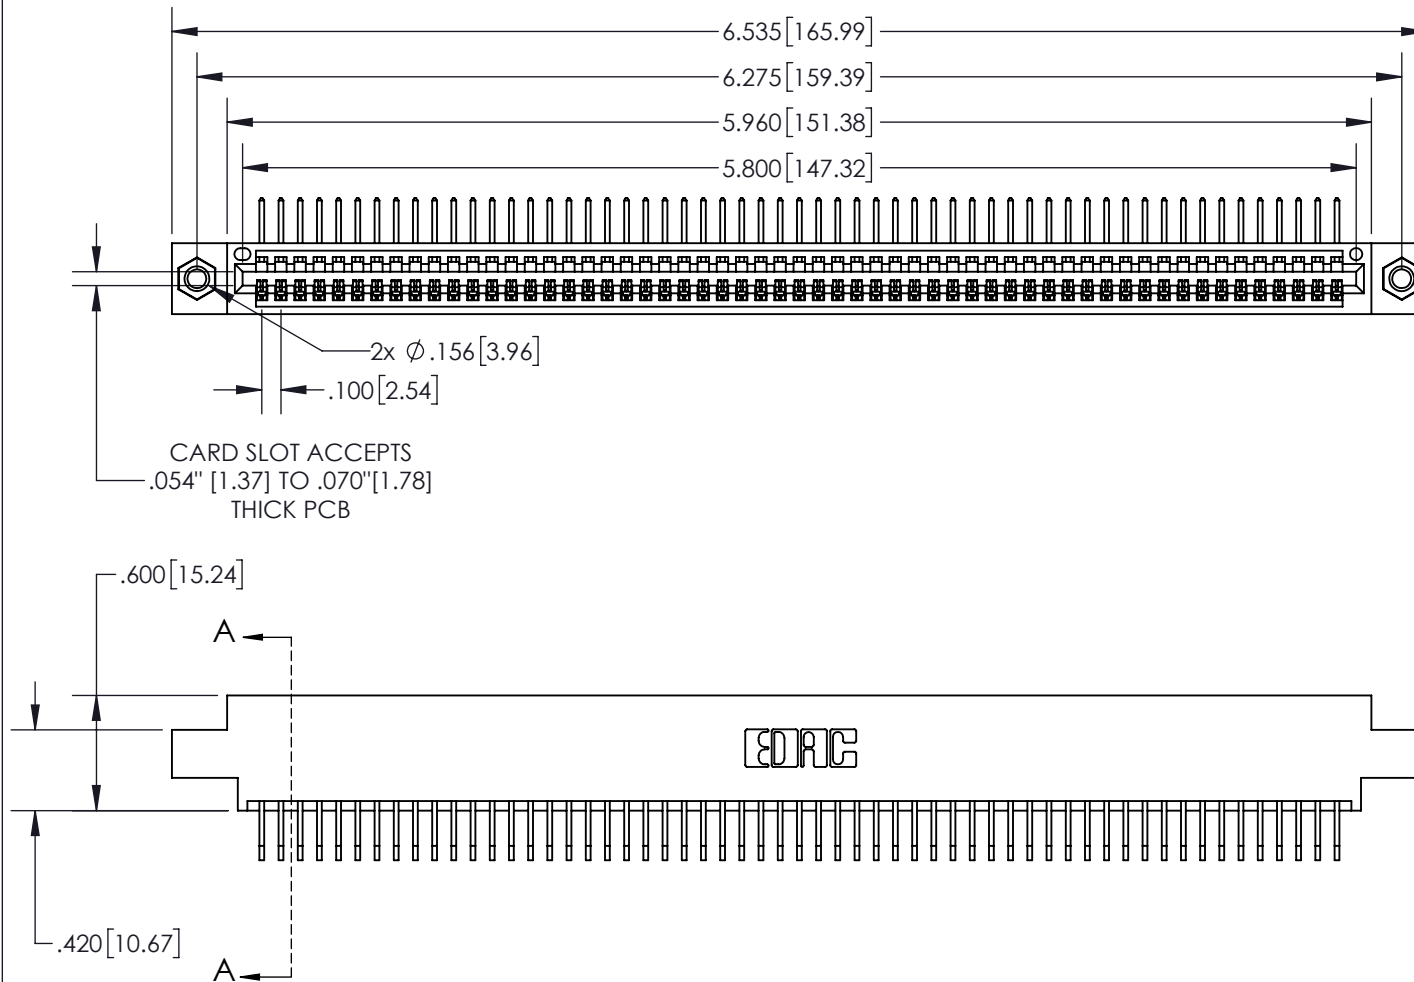 6.535[165.99]
6.275[159.39]
5.960[151.38]
5.800[147.32]
2x Ø.156[3.96]
.100[2.54]
CARD SLOT ACCEPTS
.054" [1.37] TO .070"[1.78]
THICK PCB
.600[15.24]
A
EDAC
.420[10.67]
A